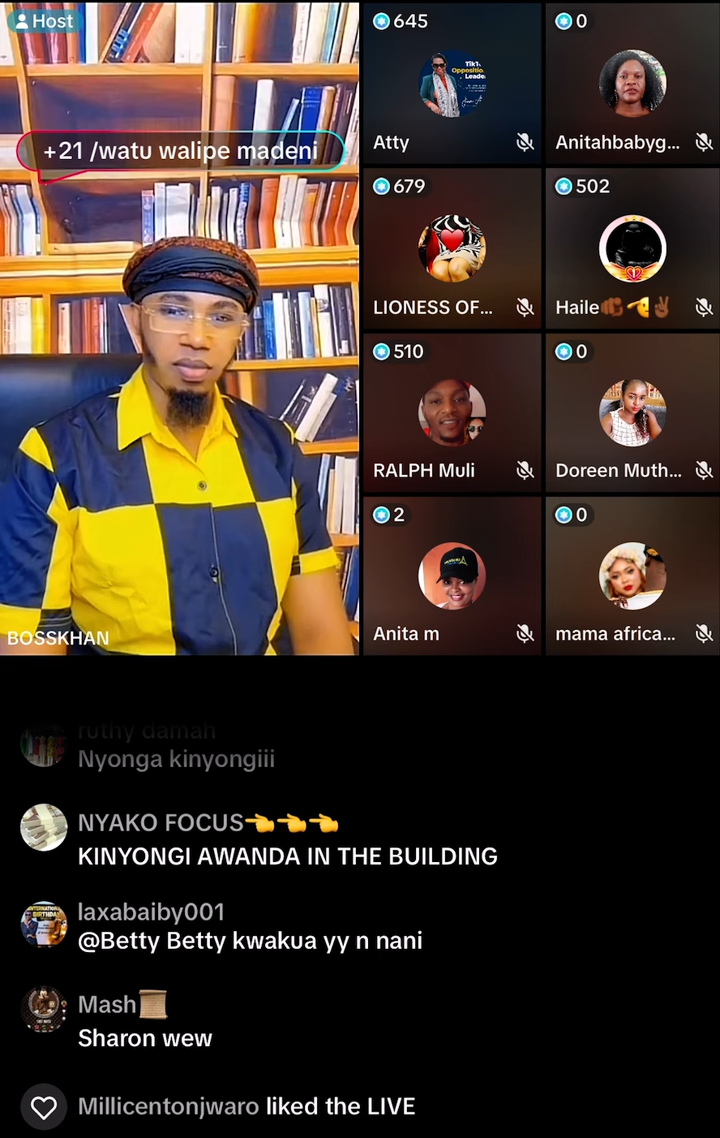 Host
+21 /watu walipe madeni
BOSSKHAN
645
Atty
0
Anitahbabyg...
679
LIONESS OF...
502
Haile🫵🏾🫡✌🏾
510
RALPH Muli
0
Doreen Muth...
2
Anita m
0
mama africa...
ruthy damah
Nyonga kinyongiii
NYAKO FOCUS👈👈👈
KINYONGI AWANDA IN THE BUILDING
laxabaiby001
@Betty Betty kwakua yy n nani
Mash📜
Sharon wew
Millicentonjwaro liked the LIVE